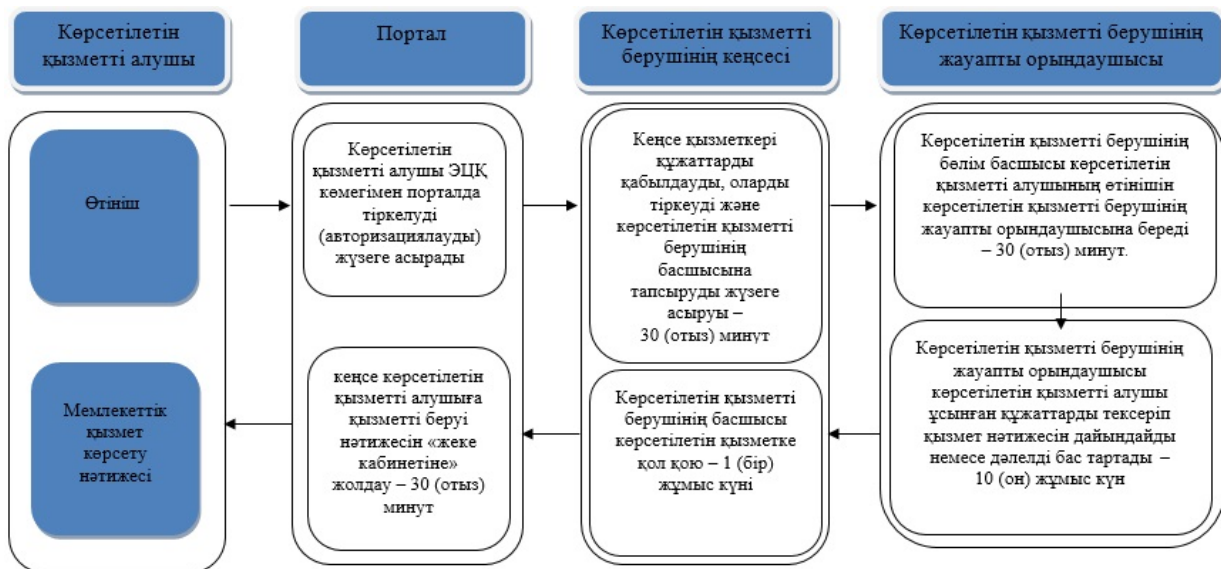 Көрсетілетін
қызметті алушы
Портал
Көрсетілетін қызметті
берушінің кеңсесі
Көрсетілетін қызметті берушінің
жауапты орындаушысы
Өтініш
Көрсетілетін
қызметті алушы ЭЦҚ
көмегімен порталда
тіркелуді
(авторизациялауды)
жүзеге асырады
Кеңсе қызметкері
құжаттарды
қабылдауды, оларды
тіркеуді және
көрсетілетін қызметті
берушінің
басшысына
тапсыруды жүзеге
асыруы –
30 (отыз) минут
Көрсетілетін қызметті берушінің
бөлім басшысы көрсетілетін
қызметті алушының өтінішін
көрсетілетін қызметті берушінің
жауапты орындаушысына береді
– 30 (отыз) минут.
Көрсетілетін қызметті берушінің
жауапты орындаушысы
көрсетілетін қызметті алушы
ұсынған құжаттарды тексеріп
қызмет нәтижесін дайындайды
немесе дәлелді бас тартады –
10 (он) жұмыс күн
Көрсетілетін қызметті
берушінің басшысы
көрсетілетін қызметке
қол қою – 1 (бір)
жұмыс күні
кеңсе көрсетілетін
қызметті алушыға
қызметті беруі
нәтижесін «жеке
кабинетіне»
жолдау – 30 (отыз)
минут
Мемлекеттік
қызмет
көрсету
нәтижесі